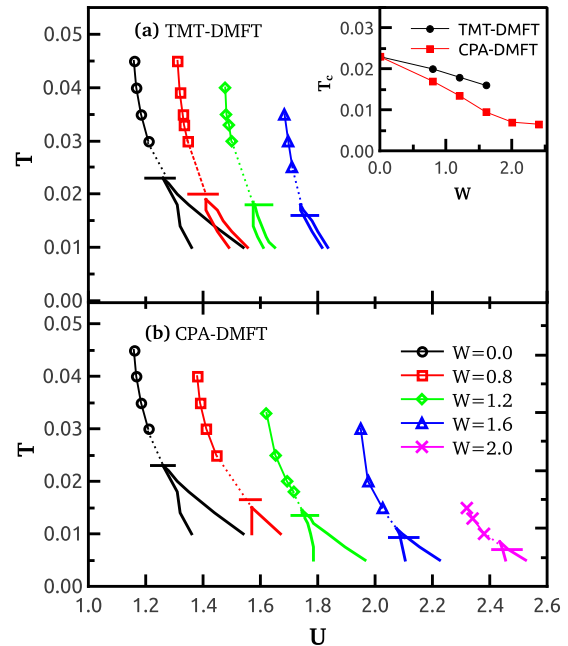 (a) TMT-DMFT
T
0.05
0.04
0.03
0.02
0.01
0.00
TMT-DMFT
CPA-DMFT
T_c
0.03
0.02
0.01
0.00
0.0 1.0 2.0
W
(b) CPA-DMFT
T
0.05
0.04
0.03
0.02
0.01
0.00
W=0.0
W=0.8
W=1.2
W=1.6
W=2.0
1.0 1.2 1.4 1.6 1.8 2.0 2.2 2.4 2.6
U